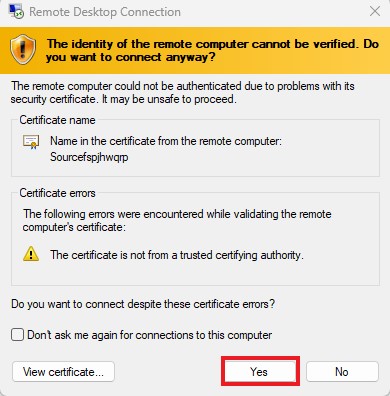 Remote Desktop Connection
The identity of the remote computer cannot be verified. Do
you want to connect anyway?
The remote computer could not be authenticated due to problems with its
security certificate. It may be unsafe to proceed.
Certificate name
Name in the certificate from the remote computer:
Sourcefspjhwqrp
Certificate errors
The following errors were encountered while validating the remote
computer's certificate:
The certificate is not from a trusted certifying authority.
Do you want to connect despite these certificate errors?
Don't ask me again for connections to this computer
View certificate...
Yes
No